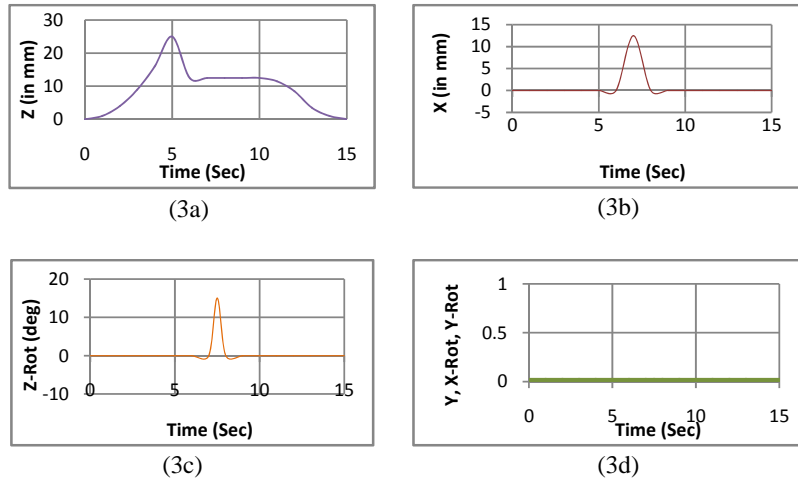 30
20
10
0
0 5 10 15
Z (in mm)
Time (Sec)
(3a)
15
10
5
0
-5
0 5 10 15
X (in mm)
Time (Sec)
(3b)
20
10
0
-10
0 5 10 15
Z-Rot (deg)
Time (Sec)
(3c)
1
0.5
0
0 5 10 15
Y, X-Rot, Y-Rot
Time (Sec)
(3d)